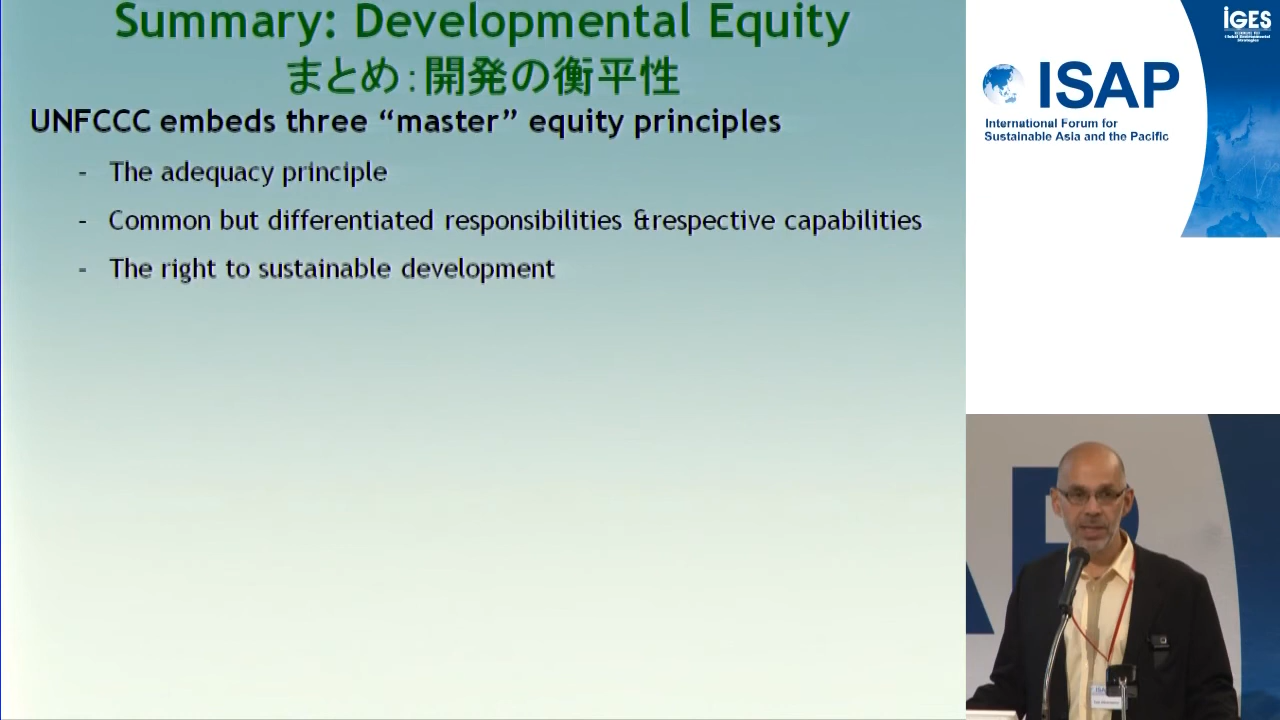 Summary: Developmental Equity
まとめ：開発の衡平性
UNFCCC embeds three “master” equity principles
- The adequacy principle
- Common but differentiated responsibilities &respective capabilities
- The right to sustainable development
iGES
ISAP
International Forum for
Sustainable Asia and the Pacific